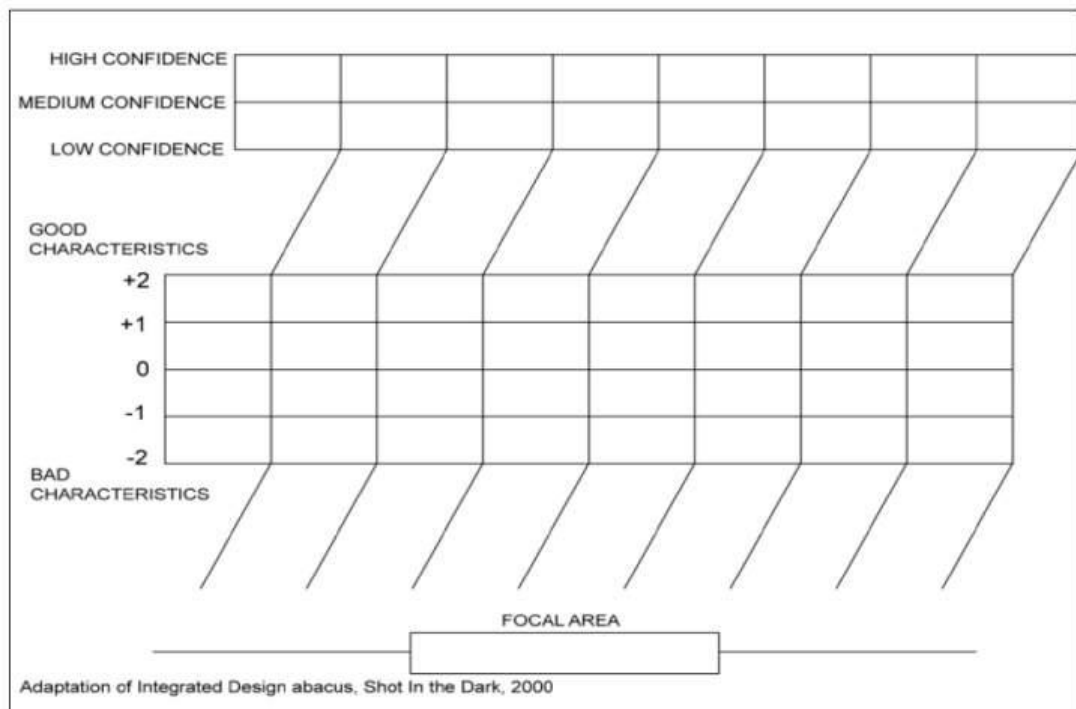 HIGH CONFIDENCE
MEDIUM CONFIDENCE
LOW CONFIDENCE
GOOD
CHARACTERISTICS
+2
+1
0
-1
-2
BAD
CHARACTERISTICS
FOCAL AREA
Adaptation of Integrated Design abacus, Shot In the Dark, 2000